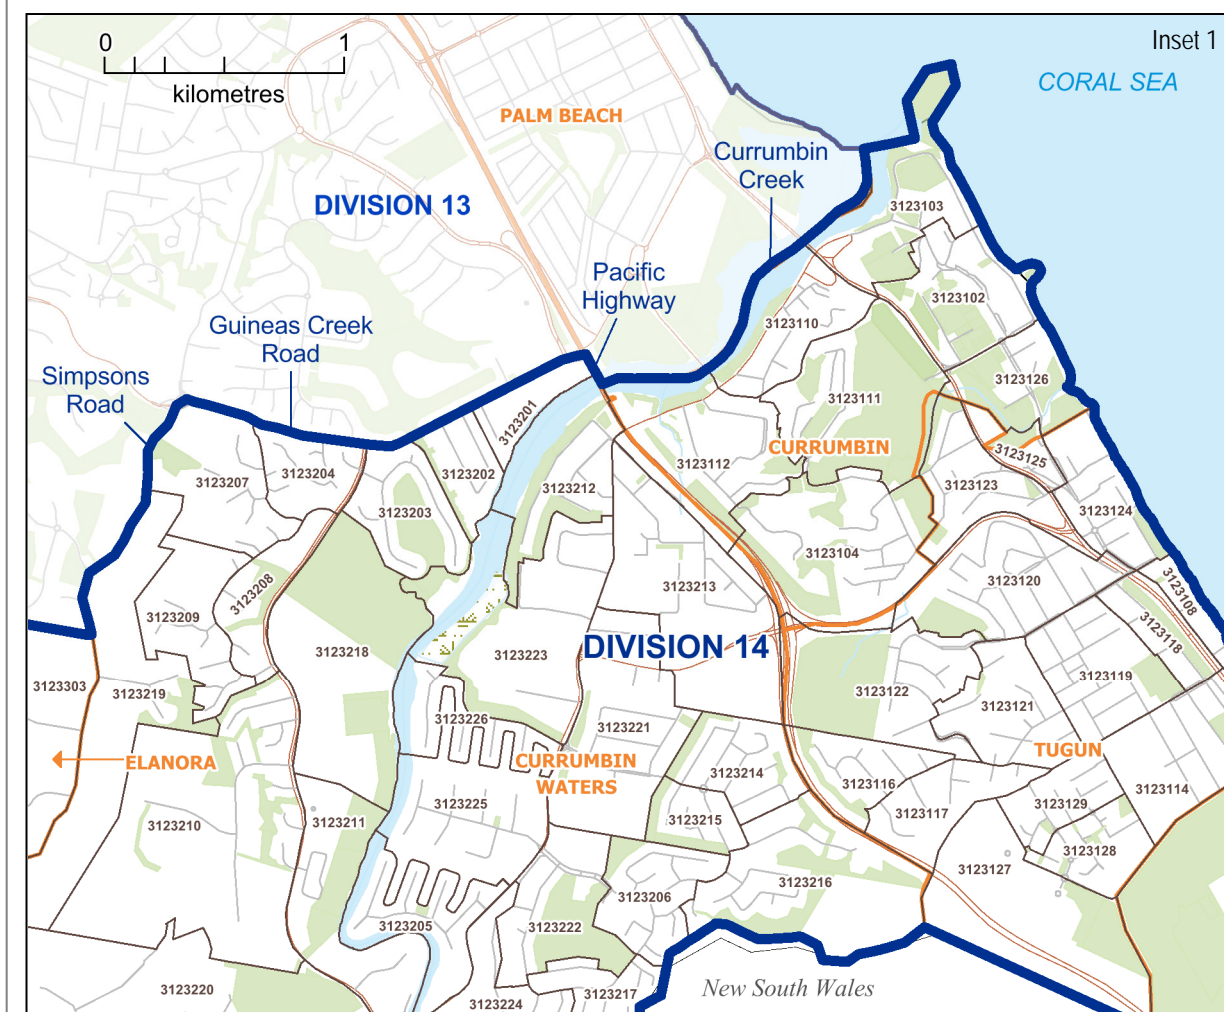 0 1
kilometres
Inset 1
CORAL SEA
PALM BEACH
Currumbin
Creek
DIVISION 13
3123103
Pacific
Highway
3123102
Guineas Creek
Road
3123110
Simpsons
Road
3123126
3123111
3123201
CURRUMBIN
3123204
3123202
3123112
3123125
3123207
3123212
3123123
3123203
3123124
3123104
3123208
3123213
3123120
3123108
3123209
3123118
3123218
3123223
DIVISION 14
3123119
3123303
3123219
3123122
3123121
3123226
3123221
TUGUN
ELANORA
CURRUMBIN
WATERS
3123214
3123116
3123114
3123225
3123129
3123210
3123211
3123215
3123117
3123128
3123127
3123216
3123206
3123205
3123222
3123220
3123217
New South Wales
3123224